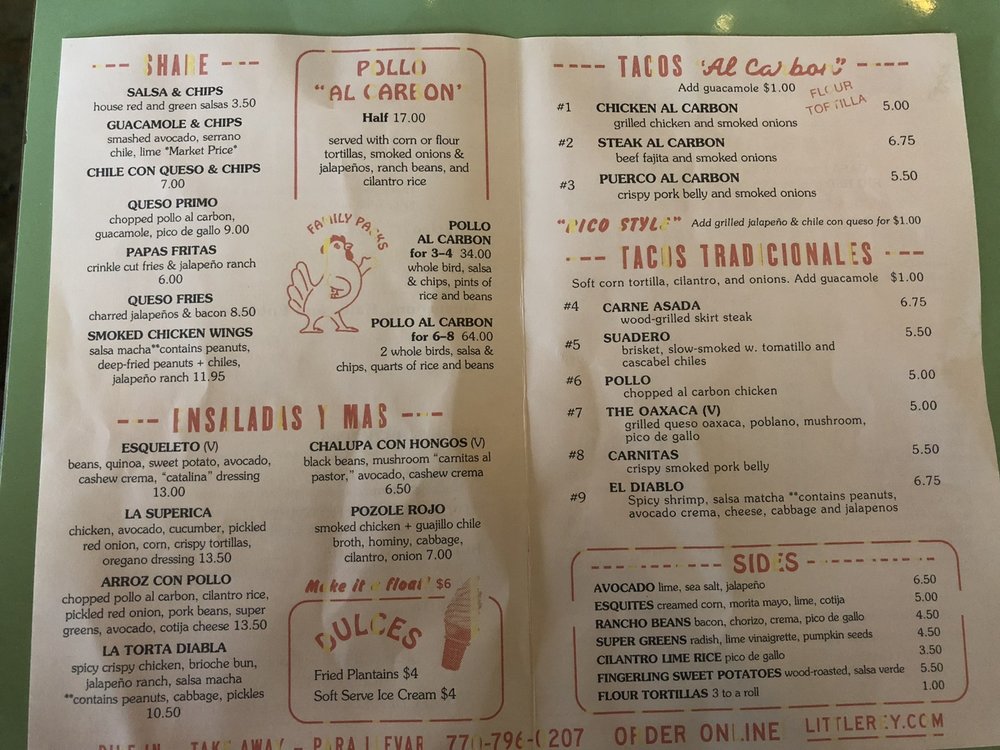 SHARE
SALSA & CHIPS
house red and green salsas 3.50
GUACAMOLE & CHIPS
smashed avocado, serrano
chile, lime *Market Price*
CHILE CON QUESO & CHIPS
7.00
QUESO PRIMO
chopped pollo al carbon,
guacamole, pico de gallo 9.00
PAPAS FRITAS
crinkle cut fries & jalapeño ranch
6.00
QUESO FRIES
charred jalapeños & bacon 8.50
SMOKED CHICKEN WINGS
salsa macha**contains peanuts,
deep-fried peanuts + chiles,
jalapeño ranch 11.95
POLLO
"AL CARBON"
Half 17.00
served with corn or flour
tortillas, smoked onions &
jalapeños, ranch beans, and
cilantro rice
FAMILY PACKS
POLLO
AL CARBON
for 3-4 34.00
whole bird, salsa
& chips, pints of
rice and beans
POLLO AL CARBON
for 6-8 64.00
2 whole birds, salsa &
chips, quarts of rice and beans
ENSALADAS Y MAS
ESQUELETO (V)
beans, quinoa, sweet potato, avocado,
cashew crema, "catalina" dressing
13.00
LA SUPERICA
chicken, avocado, cucumber, pickled
red onion, corn, crispy tortillas,
oregano dressing 13.50
ARROZ CON POLLO
chopped pollo al carbon, cilantro rice,
pickled red onion, pork beans, super
greens, avocado, cotija cheese 13.50
LA TORTA DIABLA
spicy crispy chicken, brioche bun,
jalapeño ranch, salsa macha
**contains peanuts, cabbage, pickles
10.50
CHALUPA CON HONGOS (V)
black beans, mushroom "carnitas al
pastor," avocado, cashew crema
6.50
POZOLE ROJO
smoked chicken + guajillo chile
broth, hominy, cabbage,
cilantro, onion 7.00
Make it a float! $6
DULCES
Fried Plantains $4
Soft Serve Ice Cream $4
TACOS "Al Carbon"
Add guacamole $1.00
FLOUR
TORTILLA
#1 CHICKEN AL CARBON 5.00
grilled chicken and smoked onions
#2 STEAK AL CARBON 6.75
beef fajita and smoked onions
#3 PUERCO AL CARBON 5.50
crispy pork belly and smoked onions
"PICO STYLE" Add grilled jalapeño & chile con queso for $1.00
TACOS TRADICIONALES
Soft corn tortilla, cilantro, and onions. Add guacamole $1.00
#4 CARNE ASADA 6.75
wood-grilled skirt steak
#5 SUADERO 5.50
brisket, slow-smoked w. tomatillo and
cascabel chiles
#6 POLLO 5.00
chopped al carbon chicken
#7 THE OAXACA (V) 5.00
grilled queso oaxaca, poblano, mushroom,
pico de gallo
#8 CARNITAS 5.50
crispy smoked pork belly
#9 EL DIABLO 6.75
Spicy shrimp, salsa matcha **contains peanuts,
avocado crema, cheese, cabbage and jalapenos
SIDES
AVOCADO lime, sea salt, jalapeño 6.50
ESQUITES creamed corn, morita mayo, lime, cotija 5.00
RANCHO BEANS bacon, chorizo, crema, pico de gallo 4.50
SUPER GREENS radish, lime vinaigrette, pumpkin seeds 4.50
CILANTRO LIME RICE pico de gallo 3.50
FINGERLING SWEET POTATOES wood-roasted, salsa verde 5.50
FLOUR TORTILLAS 3 to a roll 1.00
PILE IN - TAKE AWAY - PARA LLEVAR 770-796-0207 ORDER ONLINE LITTLEREY.COM